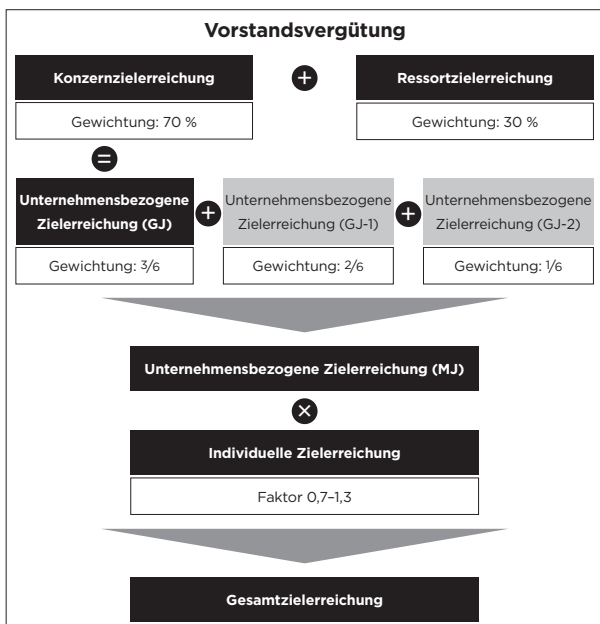 Vorstandsvergütung
Konzernzielerreichung + Ressortzielerreichung
Gewichtung: 70 % Gewichtung: 30 %
=
Unternehmensbezogene + Unternehmensbezogene + Unternehmensbezogene
Zielerreichung (GJ) Zielerreichung (GJ-1) Zielerreichung (GJ-2)
Gewichtung: 3/6 Gewichtung: 2/6 Gewichtung: 1/6
Unternehmensbezogene Zielerreichung (MJ)
×
Individuelle Zielerreichung
Faktor 0,7–1,3
Gesamtzielerreichung